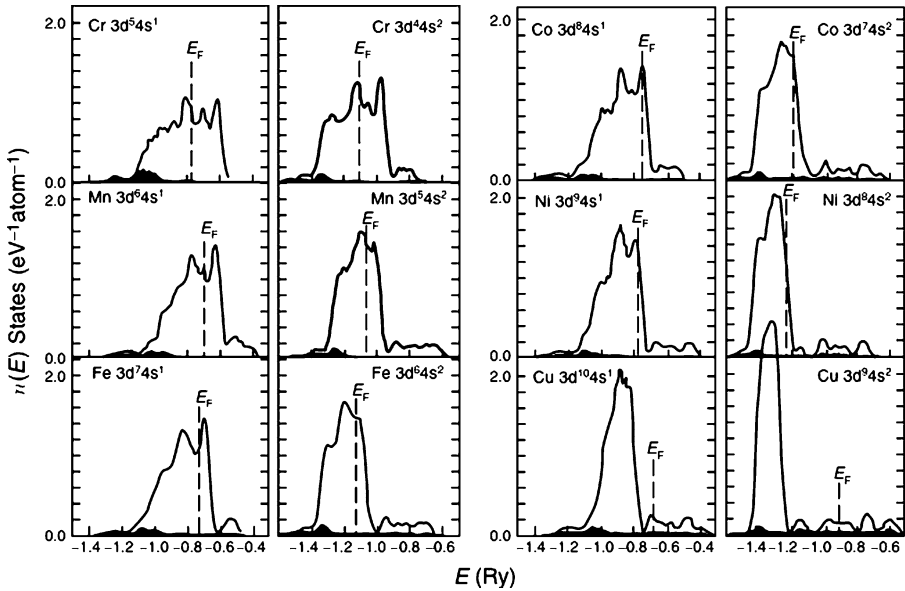 2.0
Cr 3d⁵4s¹
E_F
0.0
Cr 3d⁴4s²
E_F
2.0
Co 3d⁸4s¹
E_F
1.0
0.0
Co 3d⁷4s²
E_F
2.0
Mn 3d⁶4s¹
E_F
0.0
Mn 3d⁵4s²
E_F
2.0
Ni 3d⁹4s¹
E_F
0.0
Ni 3d⁸4s²
E_F
2.0
Fe 3d⁷4s¹
E_F
0.0
Fe 3d⁶4s²
E_F
2.0
Cu 3d¹⁰4s¹
E_F
0.0
Cu 3d⁹4s²
E_F
−1.4 −1.2 −1.0 −0.8 −0.6 −0.4
−1.4 −1.2 −1.0 −0.8 −0.6
−1.4 −1.2 −1.0 −0.8 −0.6 −0.4
−1.4 −1.2 −1.0 −0.8 −0.6
n(E) States (eV⁻¹atom⁻¹)
E (Ry)